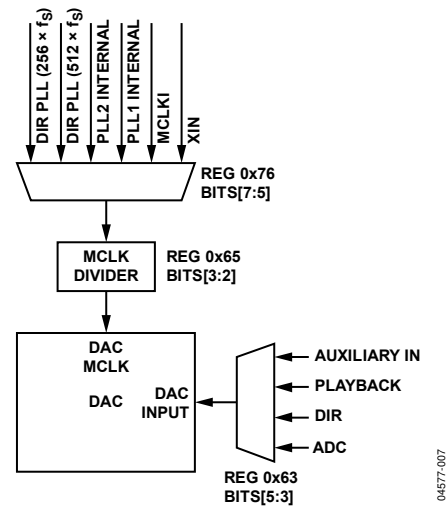 DIR PLL (256 × fS)
DIR PLL (512 × fS)
PLL2 INTERNAL
PLL1 INTERNAL
MCLKI
XIN
REG 0x76
BITS[7:5]
MCLK
DIVIDER
REG 0x65
BITS[3:2]
DAC
MCLK
DAC
DAC
INPUT
AUXILIARY IN
PLAYBACK
DIR
ADC
REG 0x63
BITS[5:3]
04577-007